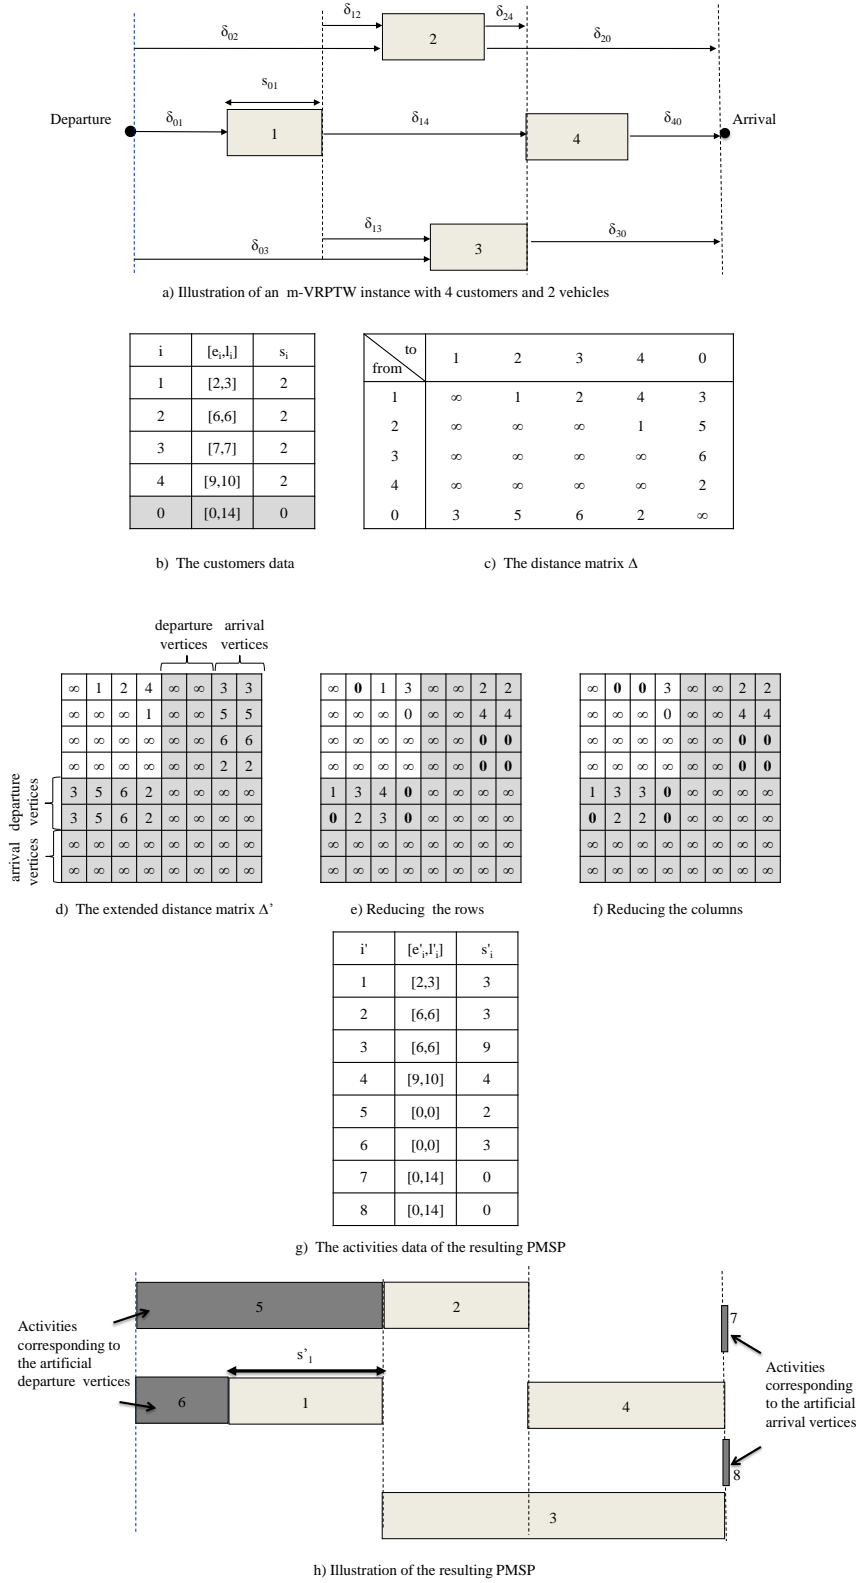 δ12
δ24
δ02
2
δ20
s01
Departure
δ01
1
δ14
4
δ40
Arrival
δ13
δ03
3
δ30
a) Illustration of an m-VRPTW instance with 4 customers and 2 vehicles
i [ei,li] si
1 [2,3] 2
2 [6,6] 2
3 [7,7] 2
4 [9,10] 2
0 [0,14] 0
b) The customers data
to
from
1 2 3 4 0
1 ∞ 1 2 4 3
2 ∞ ∞ ∞ 1 5
3 ∞ ∞ ∞ ∞ 6
4 ∞ ∞ ∞ ∞ 2
0 3 5 6 2 ∞
c) The distance matrix Δ
departure
vertices
arrival
vertices
departure
vertices
arrival
vertices
∞ 1 2 4 ∞ ∞ 3 3
∞ ∞ ∞ 1 ∞ ∞ 5 5
∞ ∞ ∞ ∞ ∞ ∞ 6 6
∞ ∞ ∞ ∞ ∞ ∞ 2 2
3 5 6 2 ∞ ∞ ∞ ∞
3 5 6 2 ∞ ∞ ∞ ∞
∞ ∞ ∞ ∞ ∞ ∞ ∞ ∞
∞ ∞ ∞ ∞ ∞ ∞ ∞ ∞
d) The extended distance matrix Δ'
∞ 0 1 3 ∞ ∞ 2 2
∞ ∞ ∞ 0 ∞ ∞ 4 4
∞ ∞ ∞ ∞ ∞ ∞ 0 0
∞ ∞ ∞ ∞ ∞ ∞ 0 0
1 3 4 0 ∞ ∞ ∞ ∞
0 2 3 0 ∞ ∞ ∞ ∞
∞ ∞ ∞ ∞ ∞ ∞ ∞ ∞
∞ ∞ ∞ ∞ ∞ ∞ ∞ ∞
e) Reducing the rows
∞ 0 0 3 ∞ ∞ 2 2
∞ ∞ ∞ 0 ∞ ∞ 4 4
∞ ∞ ∞ ∞ ∞ ∞ 0 0
∞ ∞ ∞ ∞ ∞ ∞ 0 0
1 3 3 0 ∞ ∞ ∞ ∞
0 2 2 0 ∞ ∞ ∞ ∞
∞ ∞ ∞ ∞ ∞ ∞ ∞ ∞
∞ ∞ ∞ ∞ ∞ ∞ ∞ ∞
f) Reducing the columns
i' [e'i,l'i] s'i
1 [2,3] 3
2 [6,6] 3
3 [6,6] 9
4 [9,10] 4
5 [0,0] 2
6 [0,0] 3
7 [0,14] 0
8 [0,14] 0
g) The activities data of the resulting PMSP
5
2
7
Activities
corresponding to
the artificial
departure vertices
s'1
6
1
4
Activities
corresponding
to the artificial
arrival vertices
8
3
h) Illustration of the resulting PMSP